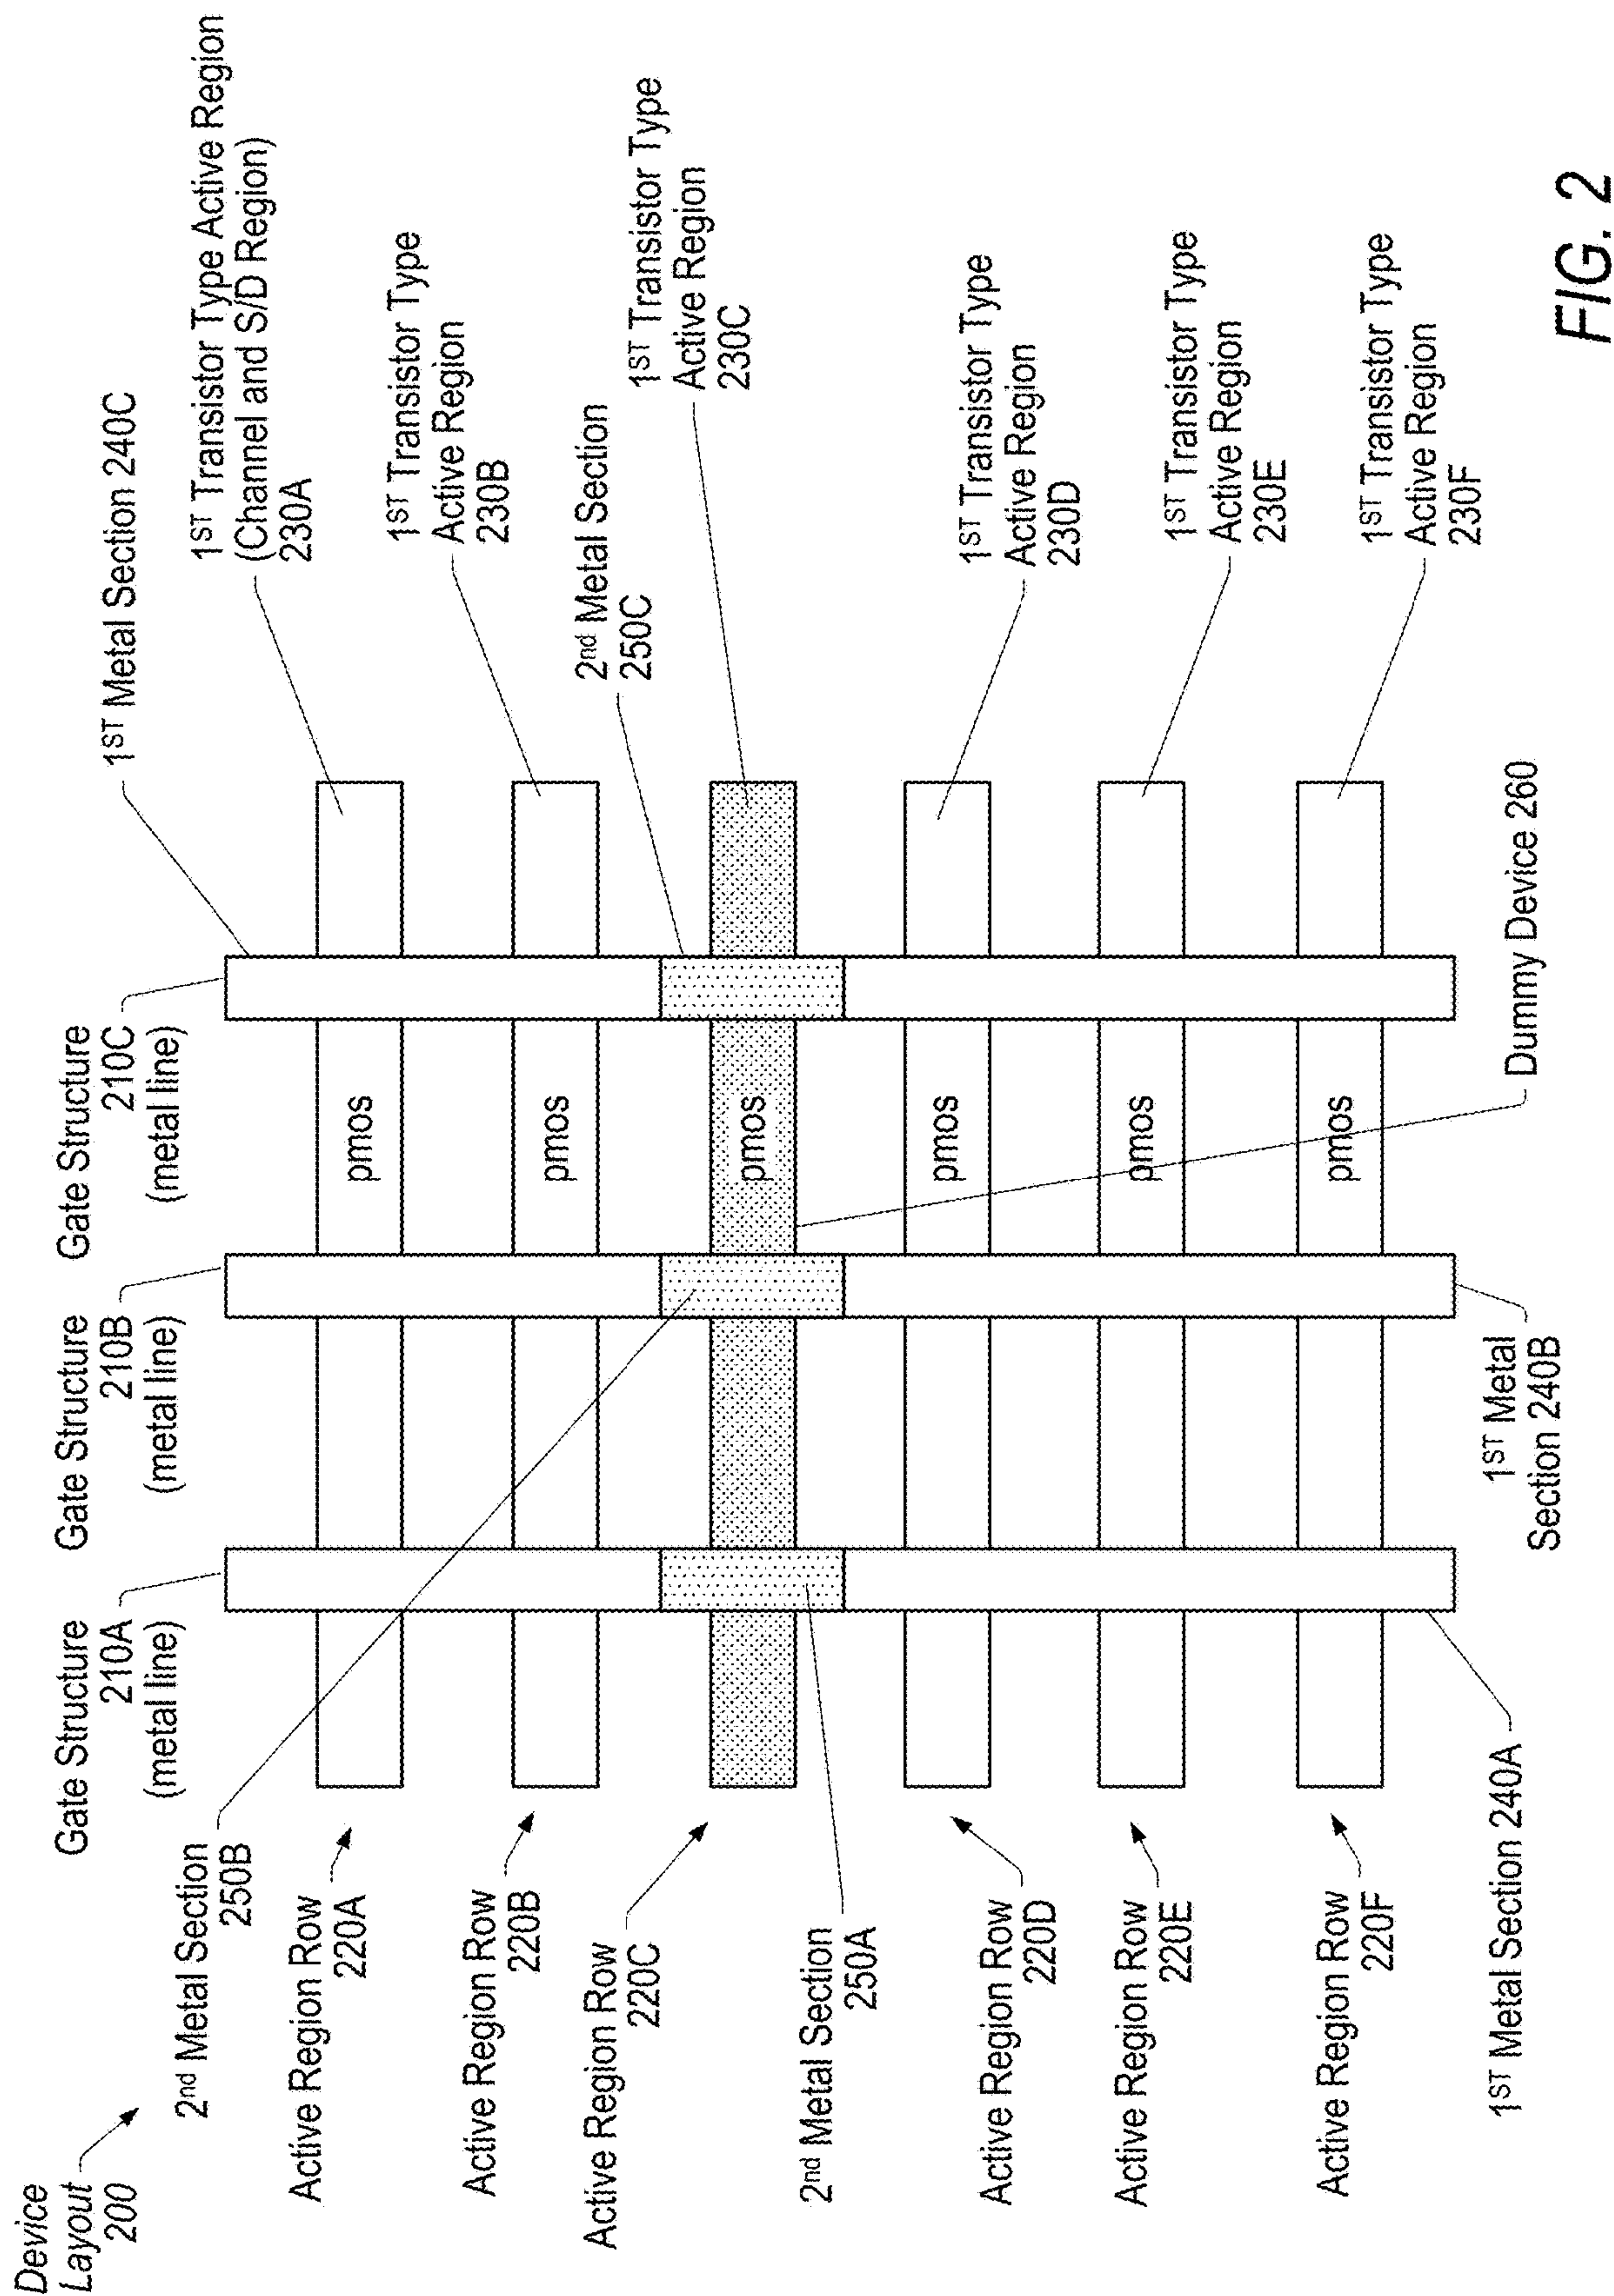 Device
Layout
200
Gate Structure
210A
(metal line)
Gate Structure
210B
(metal line)
Gate Structure
210C
(metal line)
1ST Metal Section 240C
2nd Metal Section
250B
Active Region Row
220A
Active Region Row
220B
Active Region Row
220C
2nd Metal Section
250A
Active Region Row
220D
Active Region Row
220E
Active Region Row
220F
1ST Metal Section 240A
pmos
pmos
pmos
pmos
pmos
pmos
1ST Transistor Type Active Region
(Channel and S/D Region)
230A
1ST Transistor Type
Active Region
230B
2nd Metal Section
250C
1ST Transistor Type
Active Region
230C
1ST Transistor Type
Active Region
230D
1ST Transistor Type
Active Region
230E
1ST Transistor Type
Active Region
230F
1ST Metal
Section 240B
Dummy Device 260
FIG. 2